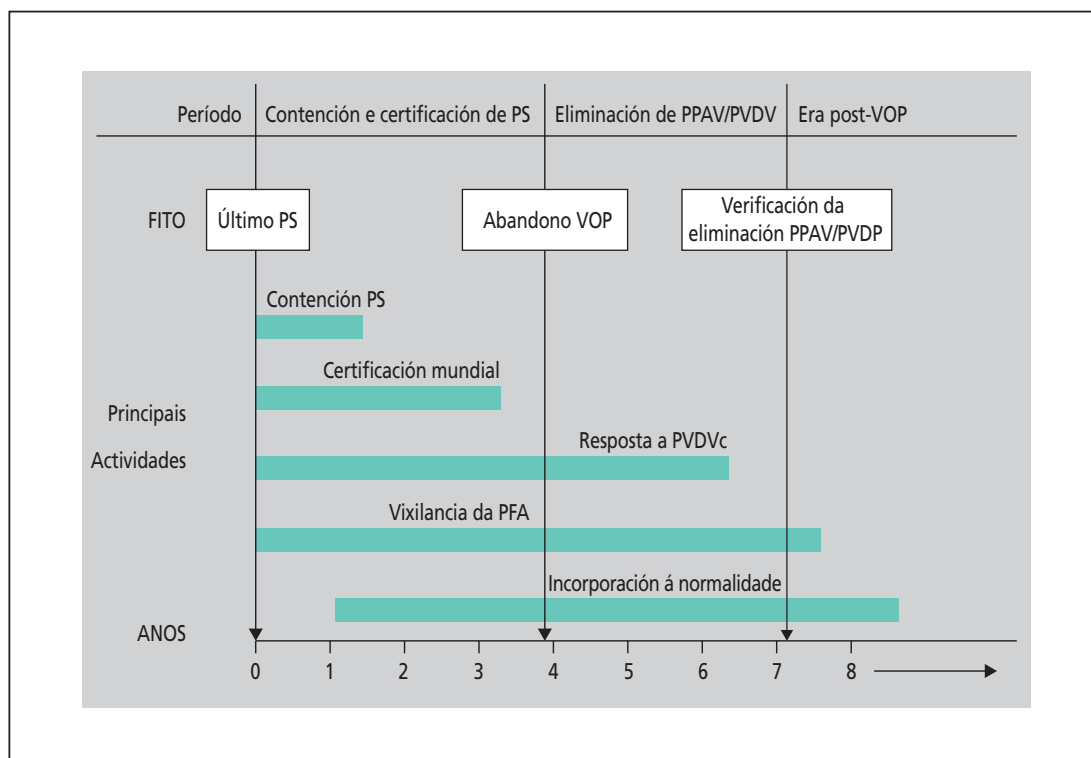 Período
Contención e certificación de PS
Eliminación de PPAV/PVDV
Era post-VOP
FITO
Último PS
Abandono VOP
Verificación da
eliminación PPAV/PVDP
Contención PS
Certificación mundial
Principais
Actividades
Resposta a PVDVc
Vixilancia da PFA
Incorporación á normalidade
ANOS
0 1 2 3 4 5 6 7 8